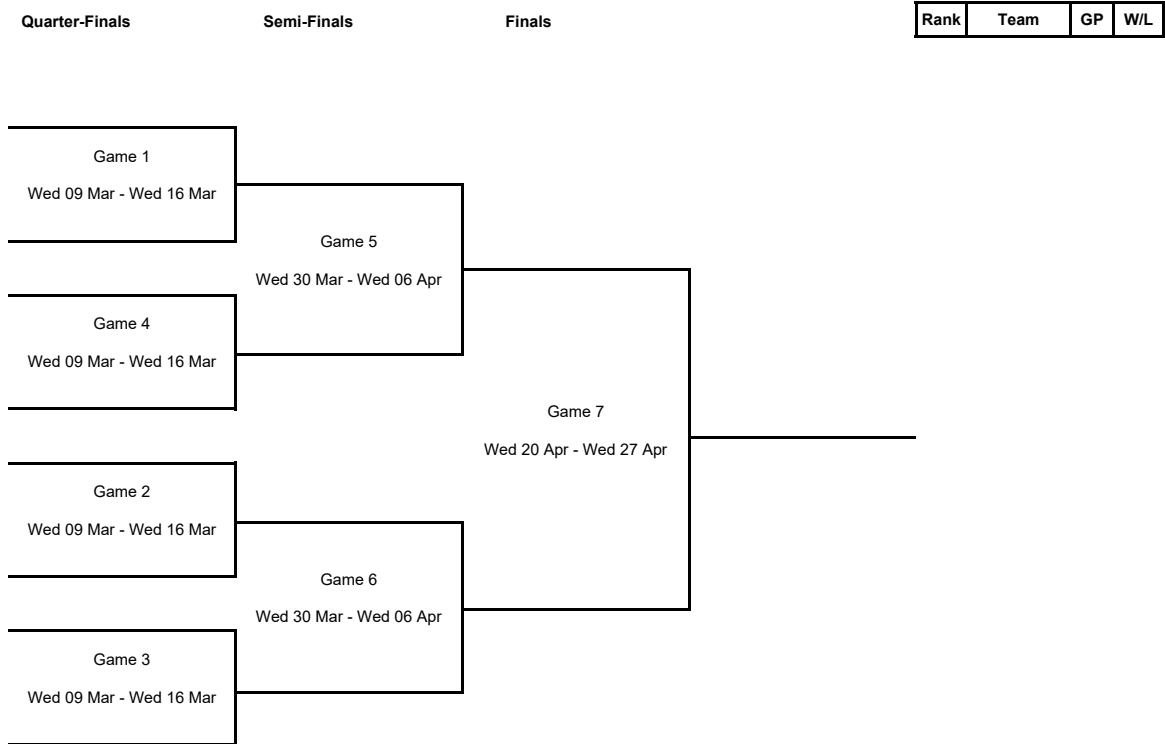 Quarter-Finals Semi-Finals Finals
Rank Team GP W/L
Game 1
Wed 09 Mar - Wed 16 Mar
Game 5
Wed 30 Mar - Wed 06 Apr
Game 4
Wed 09 Mar - Wed 16 Mar
Game 7
Wed 20 Apr - Wed 27 Apr
Game 2
Wed 09 Mar - Wed 16 Mar
Game 6
Wed 30 Mar - Wed 06 Apr
Game 3
Wed 09 Mar - Wed 16 Mar